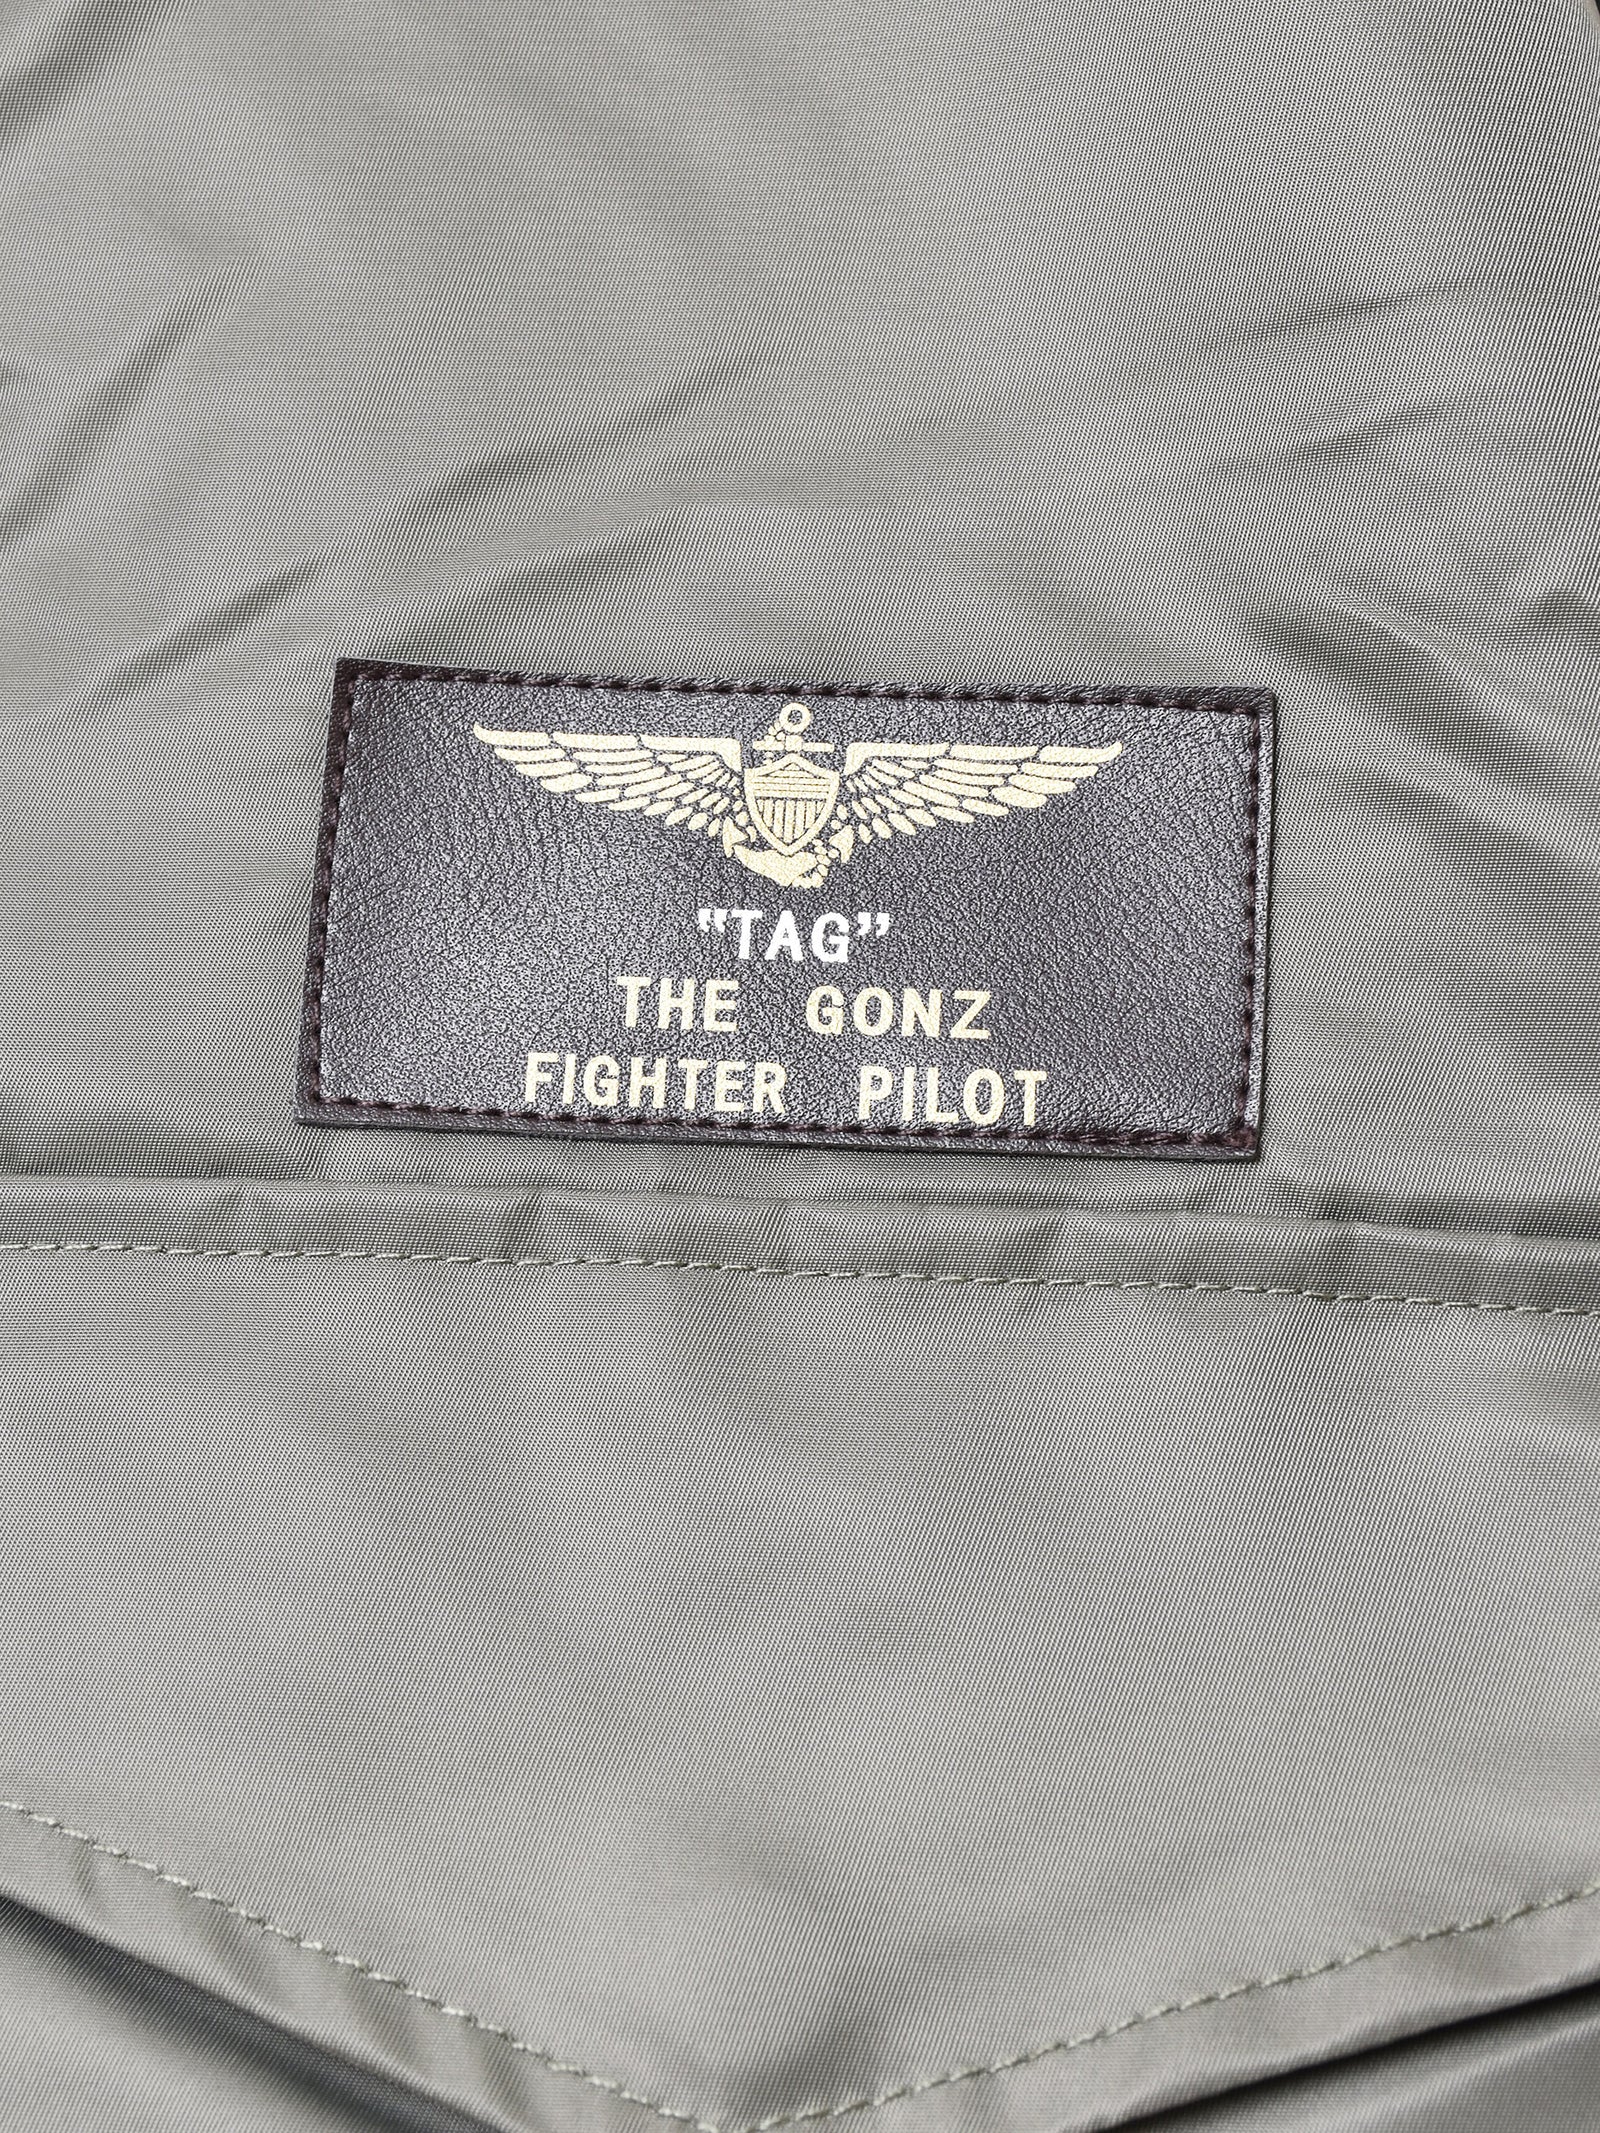 “TAG”
THE GONZ
FIGHTER PILOT